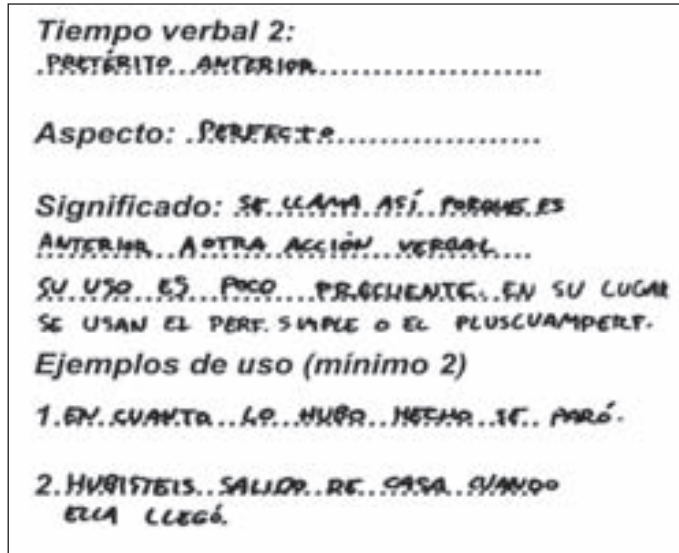 Tiempo verbal 2:
PRETÉRITO ANTERIOR
Aspecto: PERFECTO
Significado: SE LLAMA ASÍ PORQUE ES
ANTERIOR A OTRA ACCIÓN VERBAL
SU USO ES POCO FRECUENTE. EN SU LUGAR
SE USAN EL PERF. SIMPLE O EL PLUSCUAMPERF.
Ejemplos de uso (mínimo 2)
1. EN CUANTO LO HUBO HECHO SE PARÓ.
2. HUBISTEIS SALIDO DE CASA CUANDO
ELLA LLEGÓ.